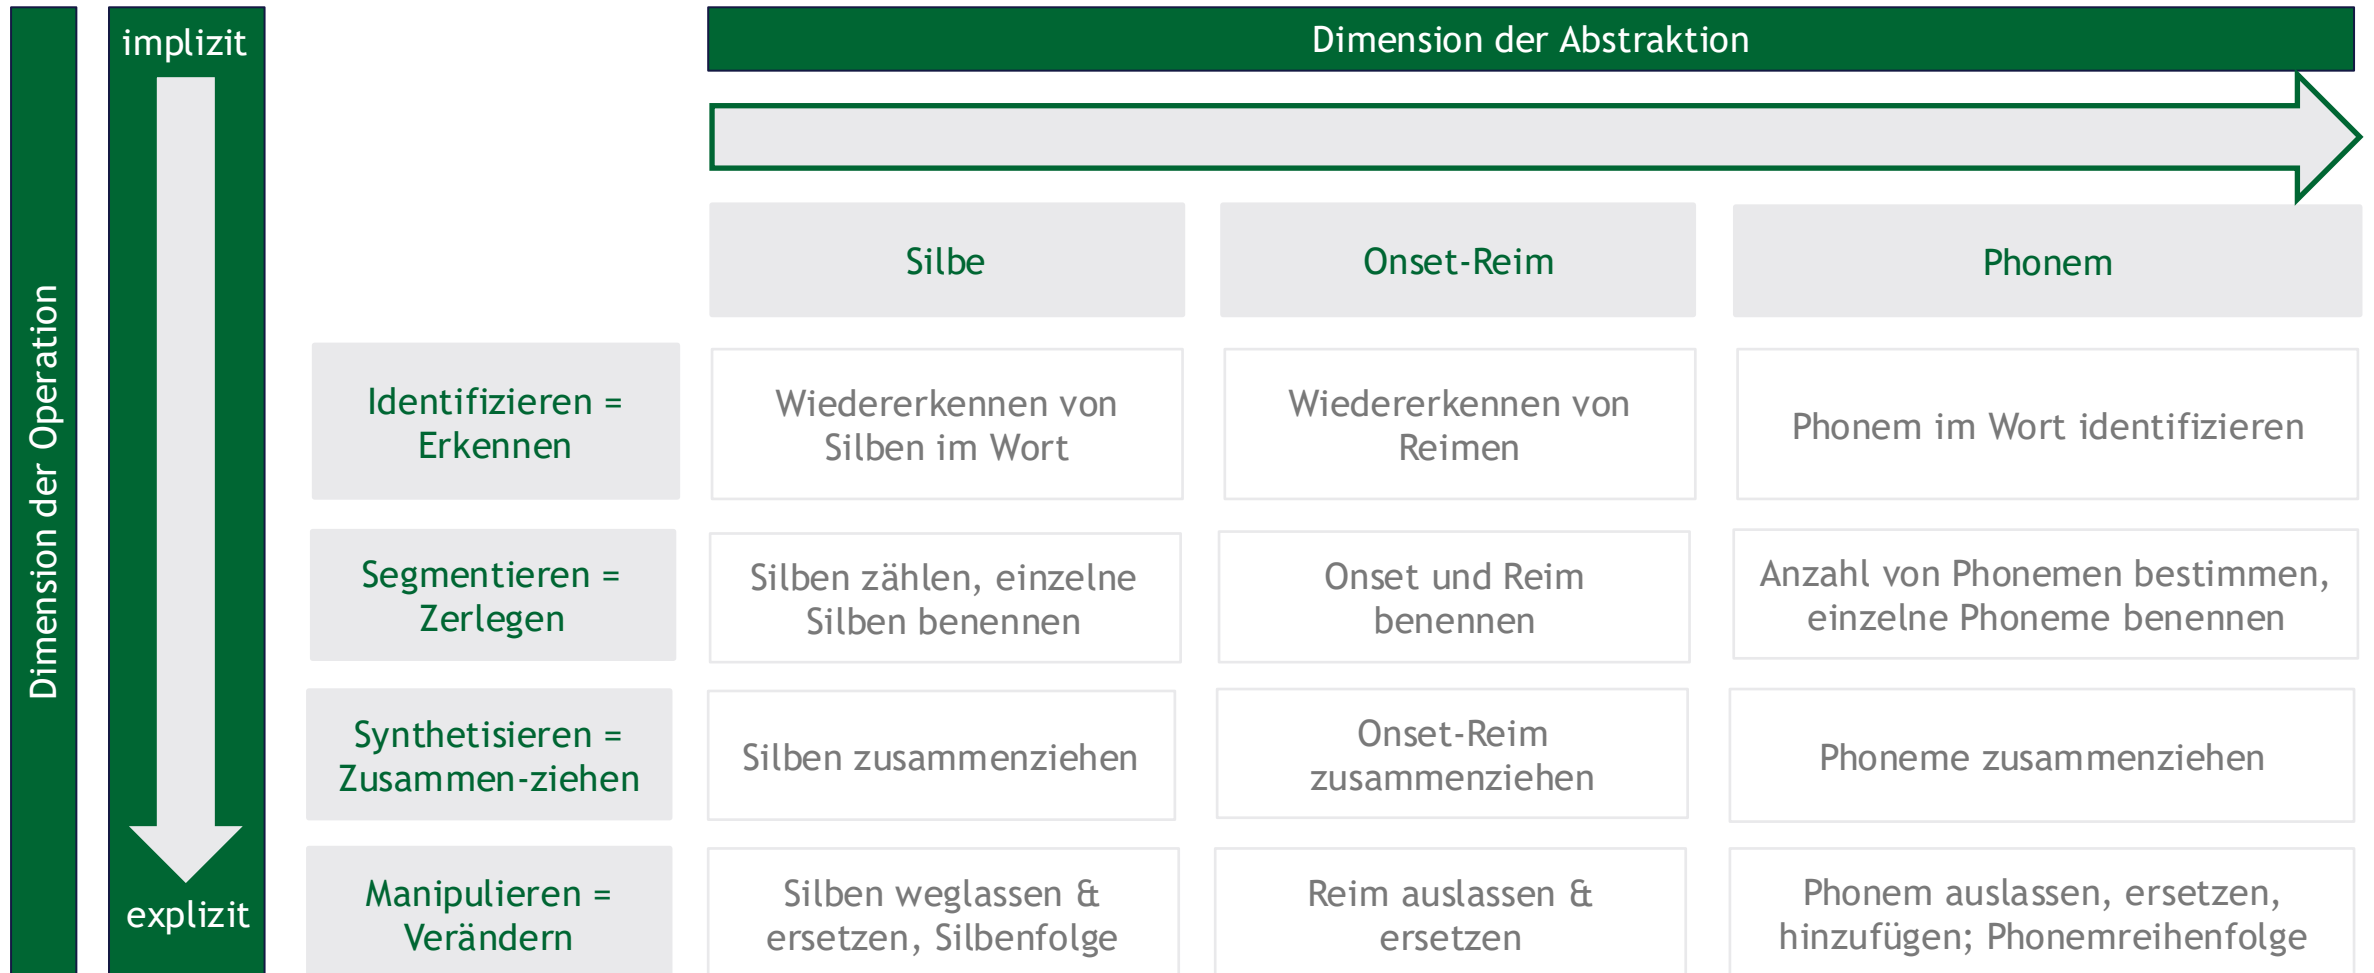 Dimension der Operation
implizit
explizit
Dimension der Abstraktion
Silbe
Onset-Reim
Phonem
Identifizieren =
Erkennen
Wiedererkennen von
Silben im Wort
Wiedererkennen von
Reimen
Phonem im Wort identifizieren
Segmentieren =
Zerlegen
Silben zählen, einzelne
Silben benennen
Onset und Reim
benennen
Anzahl von Phonemen bestimmen,
einzelne Phoneme benennen
Synthetisieren =
Zusammen-ziehen
Silben zusammenziehen
Onset-Reim
zusammenziehen
Phoneme zusammenziehen
Manipulieren =
Verändern
Silben weglassen &
ersetzen, Silbenfolge
Reim auslassen &
ersetzen
Phonem auslassen, ersetzen,
hinzufügen; Phonemreihenfolge